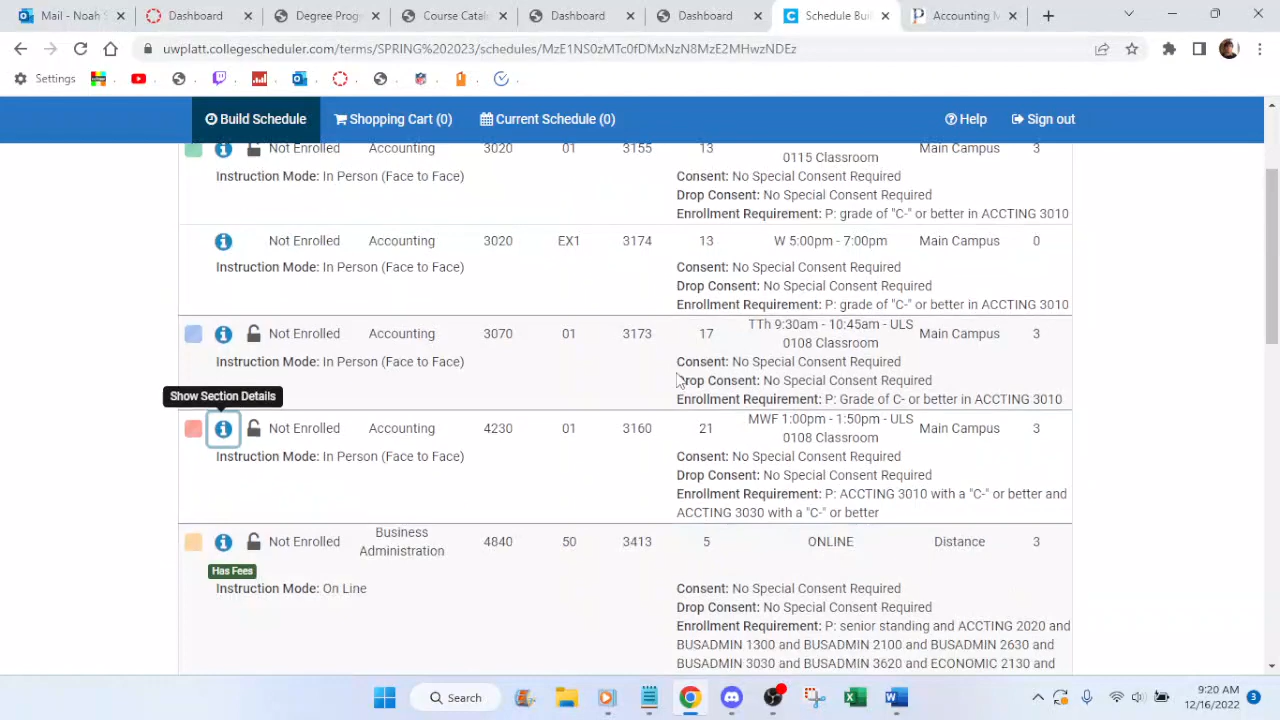 Mail - Noah S
Dashboard
Degree Prog
Course Catal
Dashboard
Dashboard
Schedule Bui
Accounting M
uwplatt.collegescheduler.com/terms/SPRING%202023/schedules/MzE1NS0zMTc0fDMxNzN8MzE2MHwzNDEz
Settings
Build Schedule
Shopping Cart (0)
Current Schedule (0)
Help
Sign out
Not Enrolled Accounting 3020 01 3155 13 Main Campus 3
0115 Classroom
Instruction Mode: In Person (Face to Face)
Consent: No Special Consent Required
Drop Consent: No Special Consent Required
Enrollment Requirement: P: grade of "C-" or better in ACCTING 3010
Not Enrolled Accounting 3020 EX1 3174 13 W 5:00pm - 7:00pm Main Campus 0
Instruction Mode: In Person (Face to Face)
Consent: No Special Consent Required
Drop Consent: No Special Consent Required
Enrollment Requirement: P: grade of "C-" or better in ACCTING 3010
Not Enrolled Accounting 3070 01 3173 17 TTh 9:30am - 10:45am - ULS
0108 Classroom Main Campus 3
Instruction Mode: In Person (Face to Face)
Consent: No Special Consent Required
Drop Consent: No Special Consent Required
Enrollment Requirement: P: Grade of C- or better in ACCTING 3010
Show Section Details
Not Enrolled Accounting 4230 01 3160 21 MWF 1:00pm - 1:50pm - ULS
0108 Classroom Main Campus 3
Instruction Mode: In Person (Face to Face)
Consent: No Special Consent Required
Drop Consent: No Special Consent Required
Enrollment Requirement: P: ACCTING 3010 with a "C-" or better and
ACCTING 3030 with a "C-" or better
Not Enrolled Business
Administration 4840 50 3413 5 ONLINE Distance 3
Has Fees
Instruction Mode: On Line
Consent: No Special Consent Required
Drop Consent: No Special Consent Required
Enrollment Requirement: P: senior standing and ACCTING 2020 and
BUSADMIN 1300 and BUSADMIN 2100 and BUSADMIN 2630 and
BUSADMIN 3030 and BUSADMIN 3620 and ECONOMIC 2130 and
Search
9:20 AM
12/16/2022
3